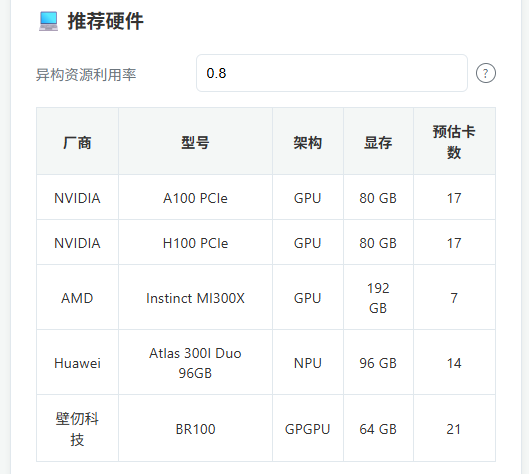 推荐硬件
异构资源利用率 0.8 ?
厂商 型号 架构 显存 预估卡
数
NVIDIA A100 PCIe GPU 80 GB 17
NVIDIA H100 PCIe GPU 80 GB 17
AMD Instinct MI300X GPU 192
GB 7
Huawei Atlas 300I Duo
96GB NPU 96 GB 14
壁仞科
技 BR100 GPGPU 64 GB 21